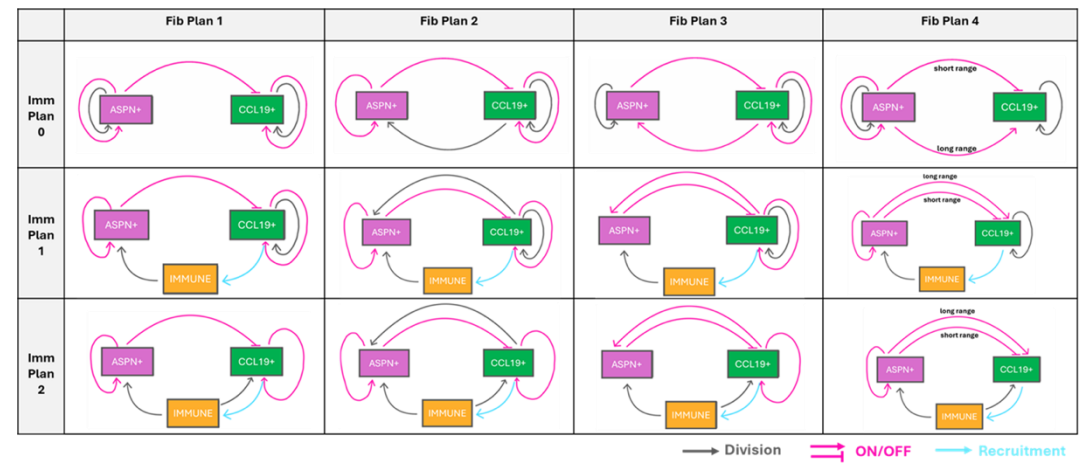 Fib Plan 1
Fib Plan 2
Fib Plan 3
Fib Plan 4
Imm
Plan
0
ASPN+
CCL19+
ASPN+
CCL19+
ASPN+
CCL19+
short range
ASPN+
CCL19+
long range
Imm
Plan
1
ASPN+
CCL19+
IMMUNE
ASPN+
CCL19+
IMMUNE
ASPN+
CCL19+
IMMUNE
long range
short range
ASPN+
CCL19+
IMMUNE
Imm
Plan
2
ASPN+
CCL19+
IMMUNE
ASPN+
CCL19+
IMMUNE
ASPN+
CCL19+
IMMUNE
long range
short range
ASPN+
CCL19+
IMMUNE
Division
ON/OFF
Recruitment